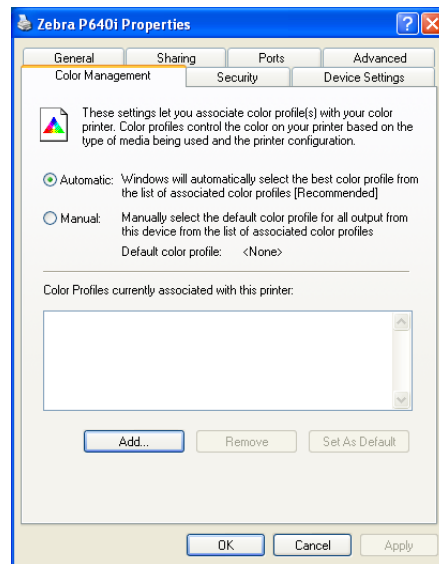 Zebra P640i Properties
General Sharing Ports Advanced
Color Management Security Device Settings
These settings let you associate color profile(s) with your color
printer. Color profiles control the color on your printer based on the
type of media being used and the printer configuration.
Automatic: Windows will automatically select the best color profile from
the list of associated color profiles [Recommended]
Manual: Manually select the default color profile for all output from
this device from the list of associated color profiles
Default color profile: <None>
Color Profiles currently associated with this printer:
Add... Remove Set As Default
OK Cancel Apply